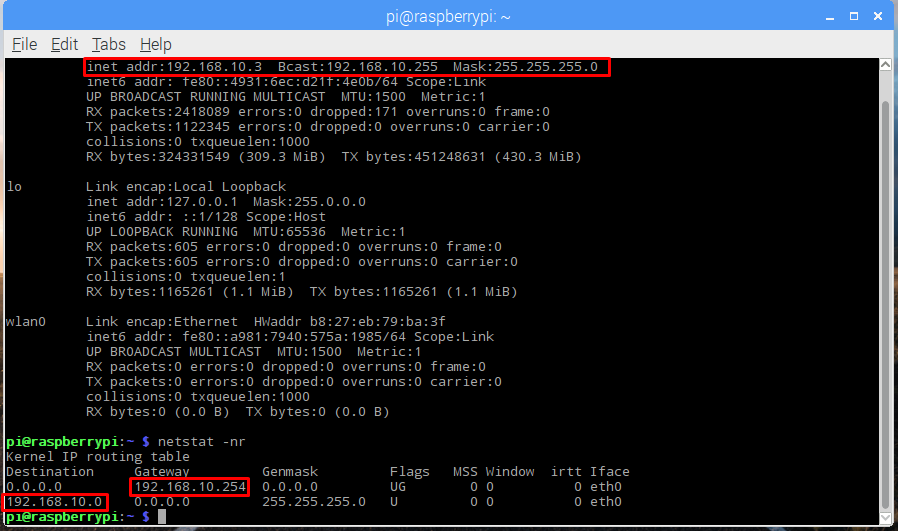 pi@raspberrypi: ~
File Edit Tabs Help
inet addr:192.168.10.3  Bcast:192.168.10.255  Mask:255.255.255.0
inet6 addr: fe80::4931:6ec:d21f:4e0b/64 Scope:Link
UP BROADCAST RUNNING MULTICAST  MTU:1500  Metric:1
RX packets:2418089 errors:0 dropped:171 overruns:0 frame:0
TX packets:1122345 errors:0 dropped:0 overruns:0 carrier:0
collisions:0 txqueuelen:1000
RX bytes:324331549 (309.3 MiB)  TX bytes:451248631 (430.3 MiB)
lo        Link encap:Local Loopback
inet addr:127.0.0.1  Mask:255.0.0.0
inet6 addr: ::1/128 Scope:Host
UP LOOPBACK RUNNING  MTU:65536  Metric:1
RX packets:605 errors:0 dropped:0 overruns:0 frame:0
TX packets:605 errors:0 dropped:0 overruns:0 carrier:0
collisions:0 txqueuelen:1
RX bytes:1165261 (1.1 MiB)  TX bytes:1165261 (1.1 MiB)
wlan0     Link encap:Ethernet  HWaddr b8:27:eb:79:ba:3f
inet6 addr: fe80::a981:7940:575a:1985/64 Scope:Link
UP BROADCAST MULTICAST  MTU:1500  Metric:1
RX packets:0 errors:0 dropped:0 overruns:0 frame:0
TX packets:0 errors:0 dropped:0 overruns:0 carrier:0
collisions:0 txqueuelen:1000
RX bytes:0 (0.0 B)  TX bytes:0 (0.0 B)
pi@raspberrypi:~ $ netstat -nr
Kernel IP routing table
Destination     Gateway         Genmask         Flags   MSS Window  irtt Iface
0.0.0.0         192.168.10.254  0.0.0.0         UG        0 0          0 eth0
192.168.10.0    0.0.0.0         255.255.255.0   U         0 0          0 eth0
pi@raspberrypi:~ $